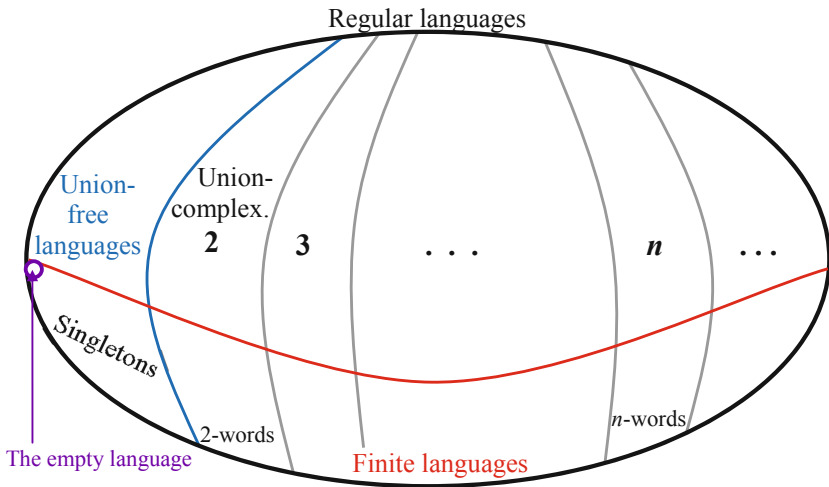 Regular languages
Union-
free
languages
Union-
complex.
2
3
. . .
n
...
Singletons
2-words
n-words
The empty language
Finite languages